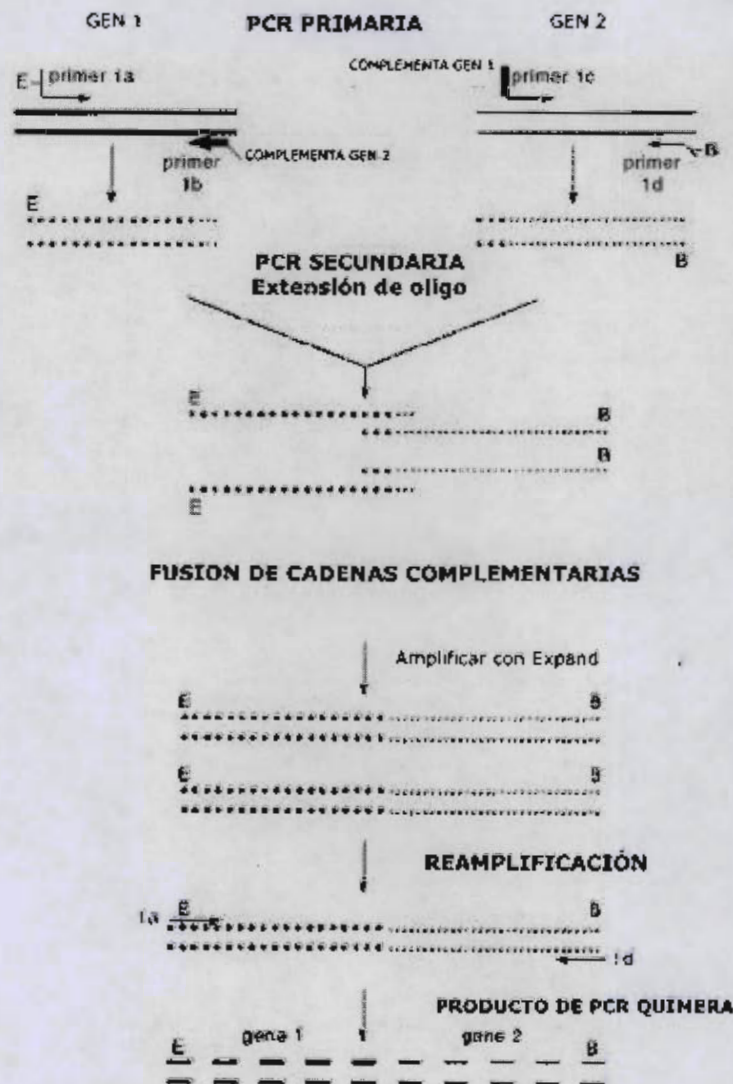 GEN 1 PCR PRIMARIA GEN 2
E primer 1a COMPLEMENTA GEN 1 primer 1c
primer 1b COMPLEMENTA GEN 2 primer 1d B
E
B
PCR SECUNDARIA
Extensión de oligo
E B
B
E
FUSION DE CADENAS COMPLEMENTARIAS
Amplificar con Expand
E B
E B
REAMPLIFICACIÓN
1a E B
1d
PRODUCTO DE PCR QUIMERA
E gene 1 1 gene 2 B